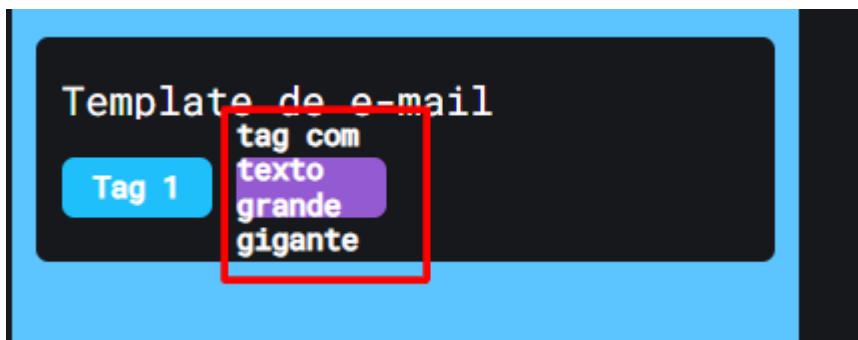 Template de e-mail
Tag 1
tag com
texto
grande
gigante